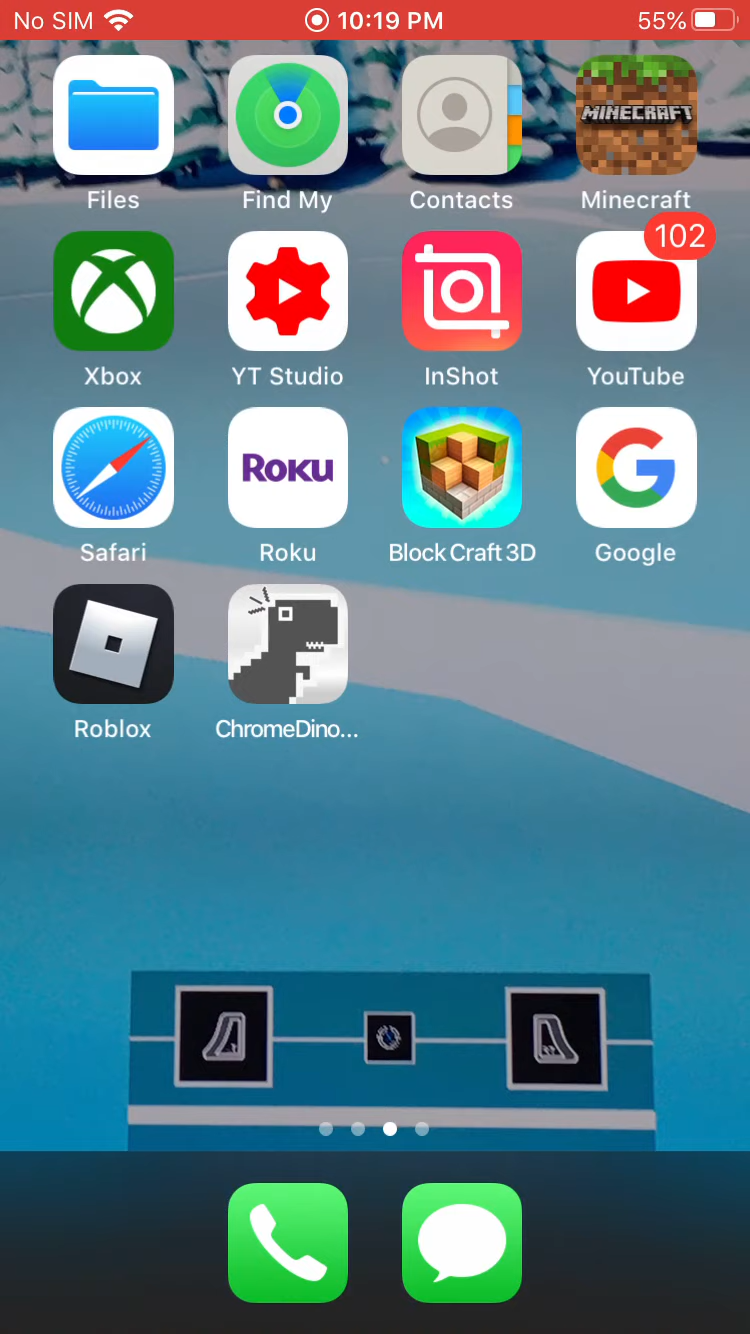 No SIM 10:19 PM 55%
Files Find My Contacts Minecraft
MINECRAFT
102
Xbox YT Studio InShot YouTube
Roku
Safari Roku Block Craft 3D Google
Roblox ChromeDino...